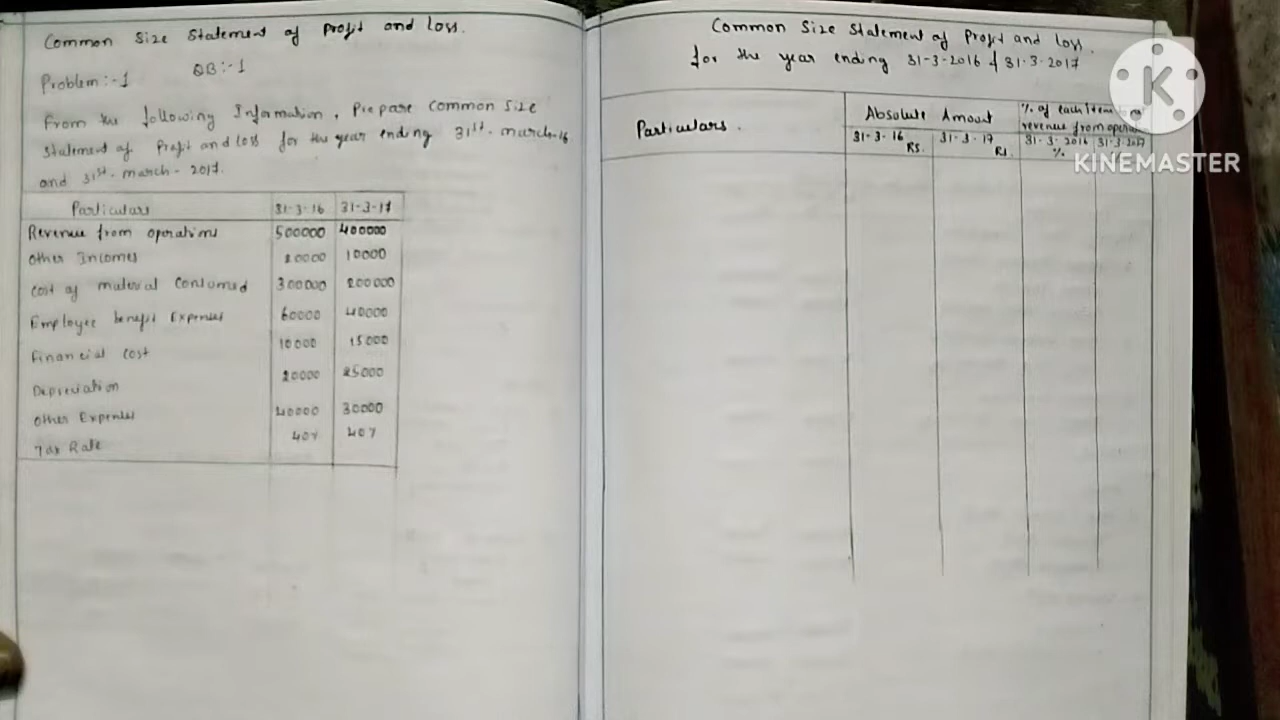 Common Size Statement of Profit and Loss.
Problem:-1 QB:-1
From the following Information, Prepare Common Size
Statement of Profit and Loss for the year ending 31st-march-16
and 31st-march-2017.
Particulars 31-3-16 31-3-17
Revenue from operations 500000 400000
Other Incomes 20000 10000
Cost of material Consumed 300000 200000
Employee benefit Expenses 60000 40000
Financial Cost 10000 15000
Depreciation 20000 25000
Other Expenses 40000 30000
Tax Rate 40% 40%
Common Size Statement of Profit and Loss.
for the year ending 31-3-2016 & 31-3-2017
Particulars. Absolute Amount % of each Item
revenue from
31-3-16 Rs. 31-3-17 Rs. 31-3-2016 % 31-3-2017
K
KINEMASTER